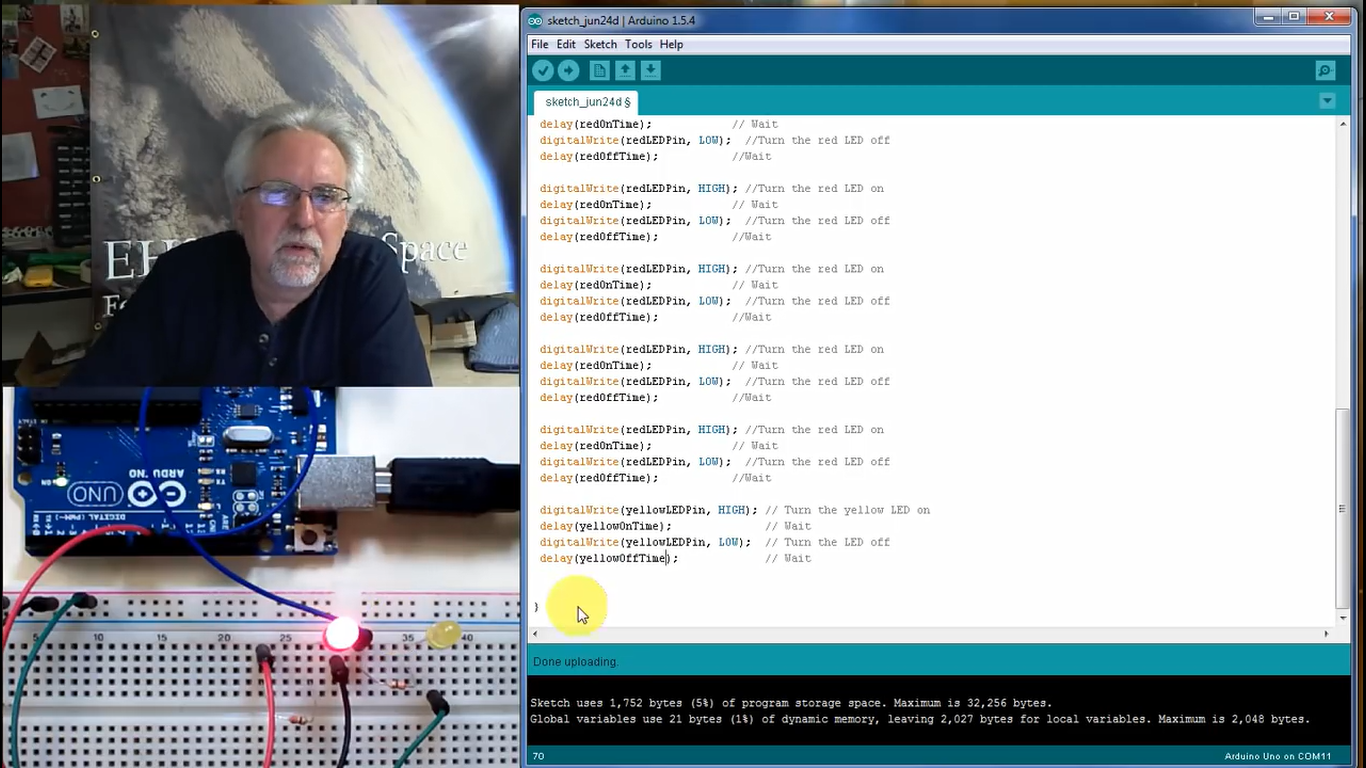 EH
Space
Fo
UNO
ARDUINO
DIGITAL (PWM~)
ON
RX
TX
L
5
10
15
20
25
35
40
sketch_jun24d | Arduino 1.5.4
File Edit Sketch Tools Help
sketch_jun24d §
delay(redOnTime); // Wait
digitalWrite(redLEDPin, LOW); //Turn the red LED off
delay(redOffTime); //Wait
digitalWrite(redLEDPin, HIGH); //Turn the red LED on
delay(redOnTime); // Wait
digitalWrite(redLEDPin, LOW); //Turn the red LED off
delay(redOffTime); //Wait
digitalWrite(redLEDPin, HIGH); //Turn the red LED on
delay(redOnTime); // Wait
digitalWrite(redLEDPin, LOW); //Turn the red LED off
delay(redOffTime); //Wait
digitalWrite(redLEDPin, HIGH); //Turn the red LED on
delay(redOnTime); // Wait
digitalWrite(redLEDPin, LOW); //Turn the red LED off
delay(redOffTime); //Wait
digitalWrite(redLEDPin, HIGH); //Turn the red LED on
delay(redOnTime); // Wait
digitalWrite(redLEDPin, LOW); //Turn the red LED off
delay(redOffTime); //Wait
digitalWrite(yellowLEDPin, HIGH); // Turn the yellow LED on
delay(yellowOnTime); // Wait
digitalWrite(yellowLEDPin, LOW); // Turn the LED off
delay(yellowOffTime); // Wait
}
Done uploading.
Sketch uses 1,752 bytes (5%) of program storage space. Maximum is 32,256 bytes.
Global variables use 21 bytes (1%) of dynamic memory, leaving 2,027 bytes for local variables. Maximum is 2,048 bytes.
70
Arduino Uno on COM11